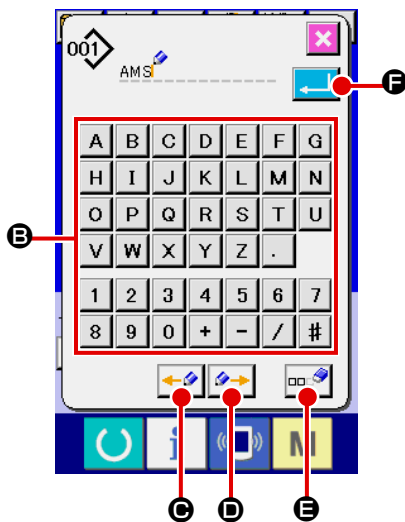 001
AMS
F
A B C D E F G
H I J K L M N
O P Q R S T U
B
V W X Y Z .
1 2 3 4 5 6 7
8 9 0 + - / #
i M
C D E